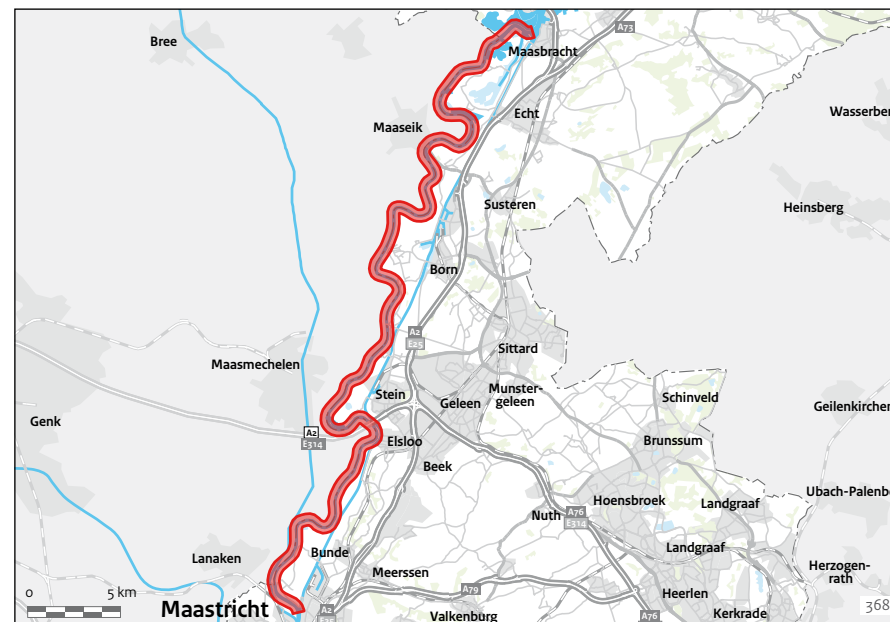 A73
Bree
Maasbracht
Wasserber
Echt
Maaseik
Susteren
Heinsberg
Born
A2
E25
Sittard
Maasmechelen
Stein
Munster-
geleen
Geleen
Schinveld
Geilenkirchen
Genk
A2
E314
Elsloo
Brunssum
Beek
Ubach-Palenbe
Hoensbroek
Landgraaf
Nuth
A76
E314
Landgraaf
Lanaken
Bunde
Meerssen
Herzogen-
rath
A79
Heerlen
0
5 km
Maastricht
A2
E25
Valkenburg
A76
Kerkrade
368